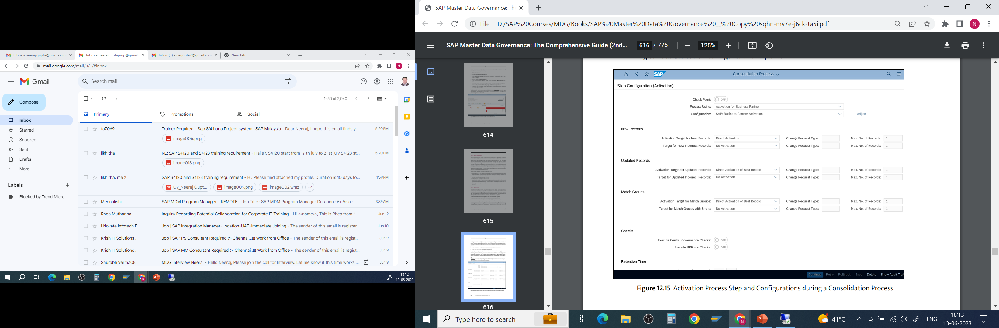 Inbox - neeraj.gupta@prozia.co.i
Inbox - neerajguptapmp@gmail.
Inbox (1) - negupta7@gmail.com
New Tab
mail.google.com/mail/u/1/#inbox
N
Gmail
Search mail
Compose
1–50 of 2,040
Primary
Promotions
Social
Inbox
Starred
Snoozed
Sent
Drafts
More
Labels
Blocked by Trend Micro
ta7069
Trainer Required - Sap S/4 hana Project system -SAP Malaysia - Dear Neeraj, I hope this email finds y...
5:20 PM
image006.png
likhitha
RE: SAP S4120 and S4123 training requirement - Hai sir, S4120 start from 17 th july to 21 st july S4123 st...
5:20 PM
image013.png
likhitha, me 2
SAP S4120 and S4123 training requirement - Hi, Please find attached my profile. Duration is 10 days fo...
1:59 PM
PDF CV_Neeraj Gupt...
image009.png
image002.wmz
+2
Meenakshi
SAP MDM Program Manager - REMOTE - Job Title : SAP MDM Program Manager Duration : 6+ Visa : ...
3:39 AM
Rhea Muthanna
Inquiry Regarding Potential Collaboration for Corporate IT Training - Hi <<name>>, This is Rhea from “...
Jun 12
I Novate Infotech P.
Job | SAP Integration Manager-Location-UAE-Immediate Joining - The sender of this email is register...
Jun 10
Krish IT Solutions .
Job | SAP PS Consultant Required @ Chennai...!!! Work from Office - The sender of this email is regist...
Jun 9
Krish IT Solutions .
Job | SAP MM Consultant Required @ Chennai..!!! Work from Office - The sender of this email is regist...
Jun 9
Saurabh Verma08
MDG interview Neeraj - Hello Neeraj, Please join the call for Interview. Let me know if this time works ...
Jun 9
18:12
13-06-2023
SAP Master Data Governance: Th
File
D:/SAP%20Courses/MDG/Books/SAP%20Master%20Data%20Governance%20__%20Copy%20sqhn-mv7e-j6ck-ta5i.pdf
N
SAP Master Data Governance: The Comprehensive Guide (2nd...
616 / 775
125%
614
615
616
SAP
Consolidation Process
Step Configuration (Activation)
Check Point: OFF
Process Using: Activation for Business Partner
Configuration: SAP: Business Partner Activation
Adjust
New Records
Activation Target for New Records: Direct Activation Change Request Type: Max. No. of Records: 1
Target for New Incorrect Records: No Activation Change Request Type: Max. No. of Records: 1
Updated Records
Activation Target for Updated Records: Direct Activation of Best Record Change Request Type: Max. No. of Records: 1
Target for Updated Incorrect Records: No Activation Change Request Type: Max. No. of Records: 1
Match Groups
Activation Target for Match Groups: Direct Activation of Best Record Change Request Type: Max. No. of Records: 1
Target for Match Groups with Errors: No Activation Change Request Type: Max. No. of Records: 1
Checks
Execute Central Governance Checks: OFF
Execute BRFplus Checks: OFF
Retention Time
Continue Retry Rollback Save Delete Show Audit Trail
Figure 12.15 Activation Process Step and Configurations during a Consolidation Process
Type here to search
41°C
ENG
18:13
13-06-2023